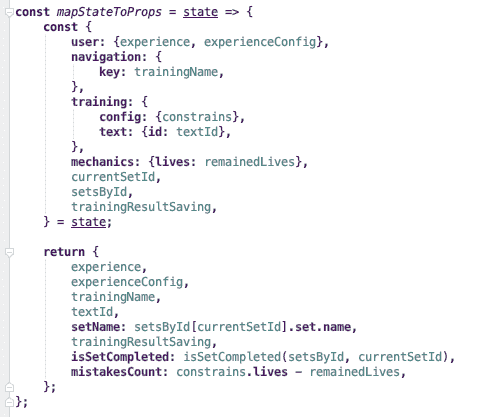 const mapStateToProps = state => {
    const {
        user: {experience, experienceConfig},
        navigation: {
            key: trainingName,
        },
        training: {
            config: {constrains},
            text: {id: textId},
        },
        mechanics: {lives: remainedLives},
        currentSetId,
        setsById,
        trainingResultSaving,
    } = state;

    return {
        experience,
        experienceConfig,
        trainingName,
        textId,
        setName: setsById[currentSetId].set.name,
        trainingResultSaving,
        isSetCompleted: isSetCompleted(setsById, currentSetId),
        mistakesCount: constrains.lives - remainedLives,
    };
};